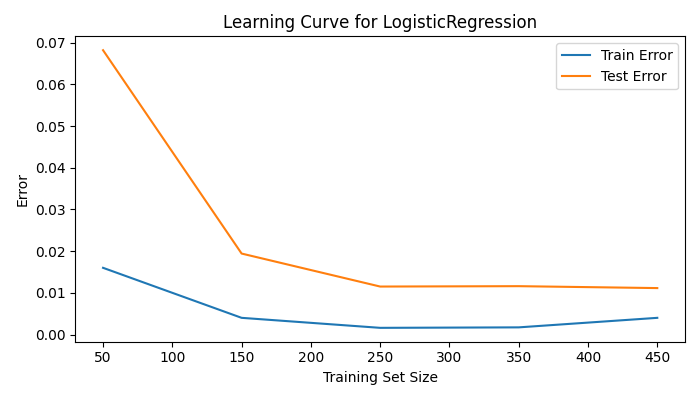 Learning Curve for LogisticRegression
Train Error
Test Error
0.07
0.06
0.05
0.04
0.03
0.02
0.01
0.00
Error
50 100 150 200 250 300 350 400 450
Training Set Size